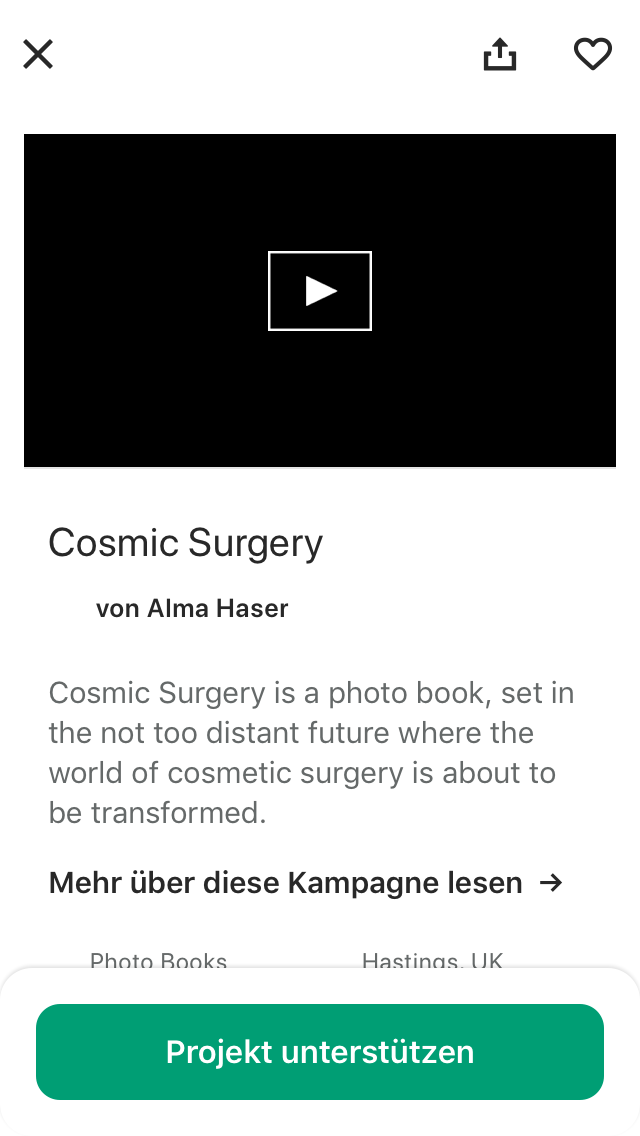 Cosmic Surgery
von Alma Haser
Cosmic Surgery is a photo book, set in
the not too distant future where the
world of cosmetic surgery is about to
be transformed.
Mehr über diese Kampagne lesen →
Photo Books
Hastings, UK
Projekt unterstützen